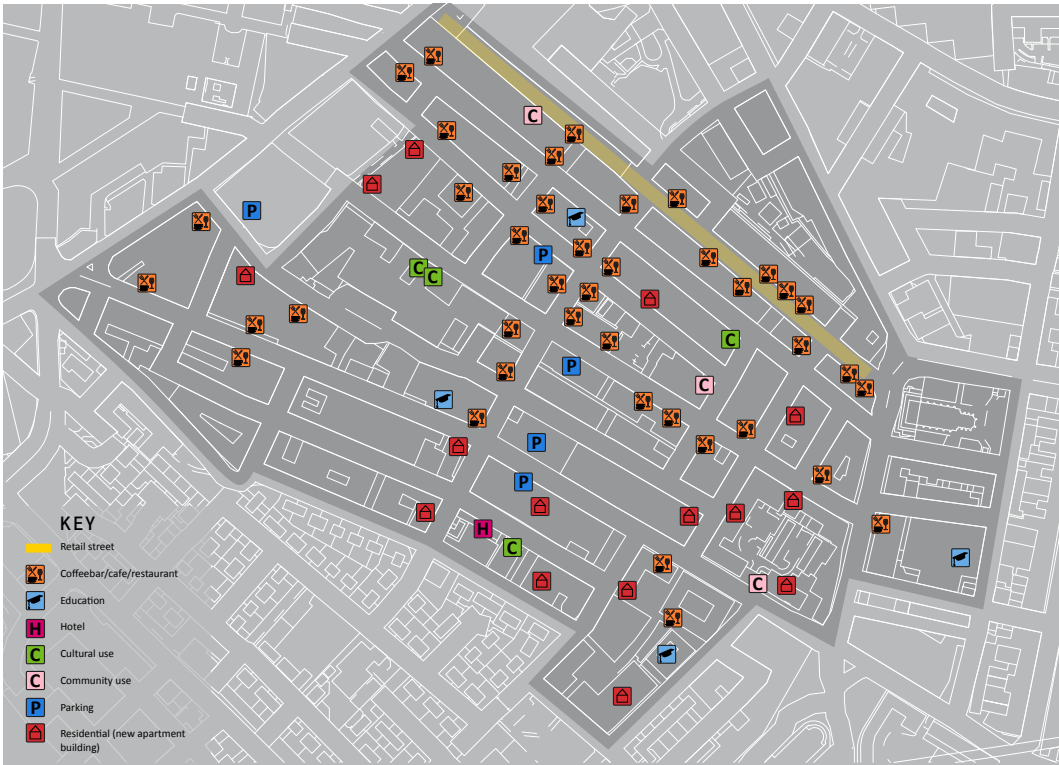 C
P
C
C
P
C
P
C
P
P
H
C
C
KEY
Retail street
Coffeebar/cafe/restaurant
Education
H Hotel
C Cultural use
C Community use
P Parking
Residential (new apartment
building)